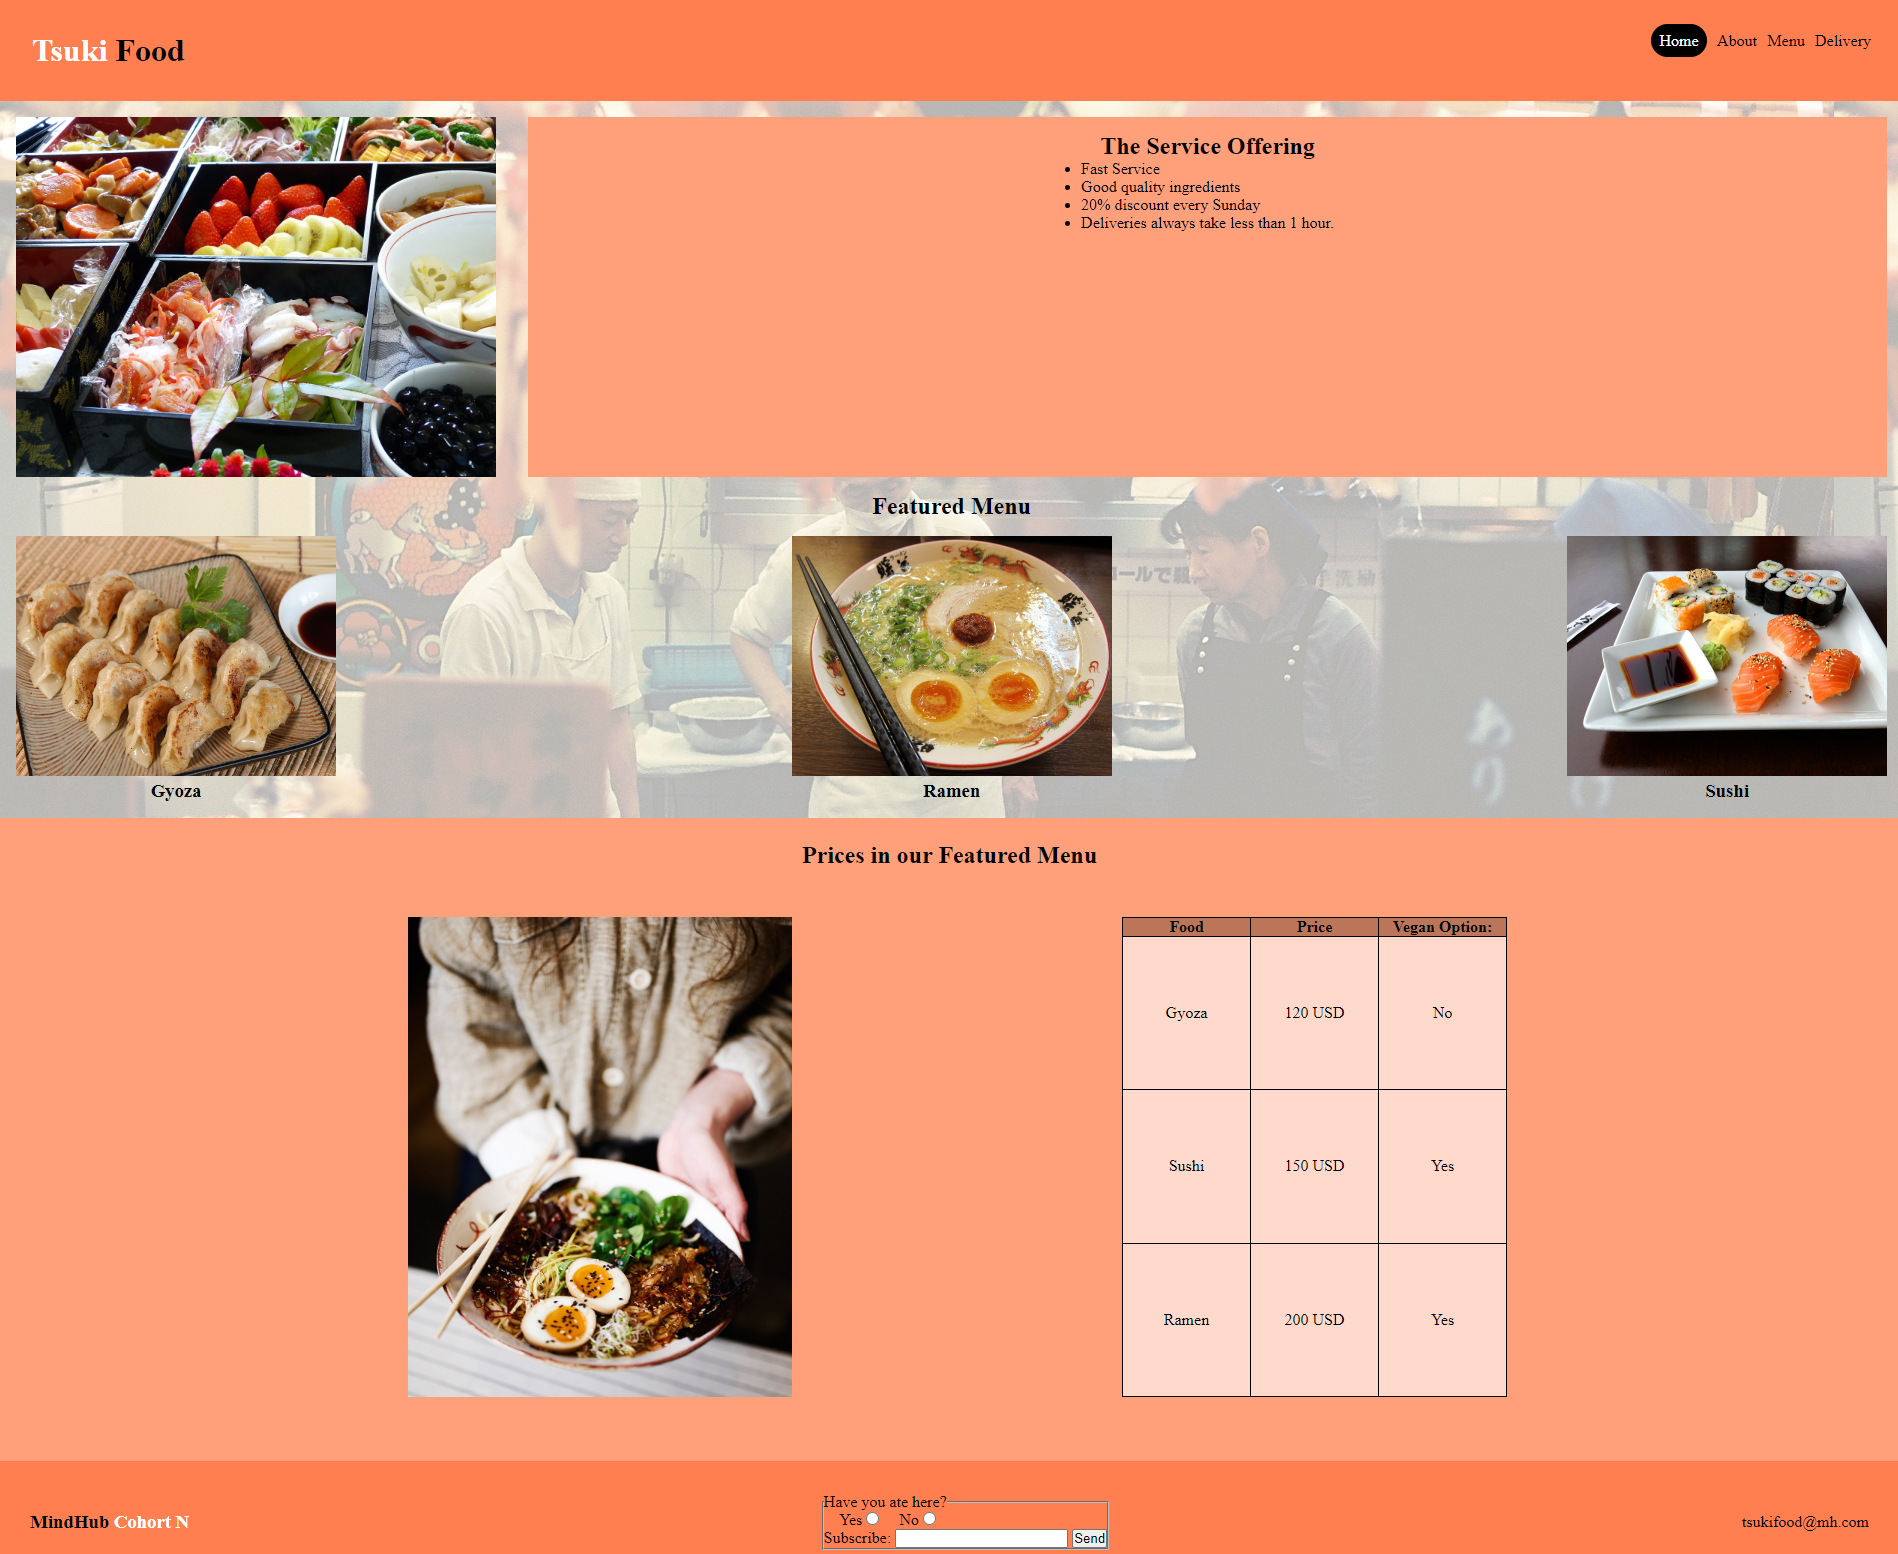 Tsuki Food
Home About Menu Delivery
The Service Offering
Fast Service
Good quality ingredients
20% discount every Sunday
Deliveries always take less than 1 hour.
Featured Menu
Gyoza
Ramen
Sushi
Prices in our Featured Menu
Food Price Vegan Option:
Gyoza 120 USD No
Sushi 150 USD Yes
Ramen 200 USD Yes
MindHub Cohort N
Have you ate here?
Yes No
Subscribe: Send
tsukifood@mh.com